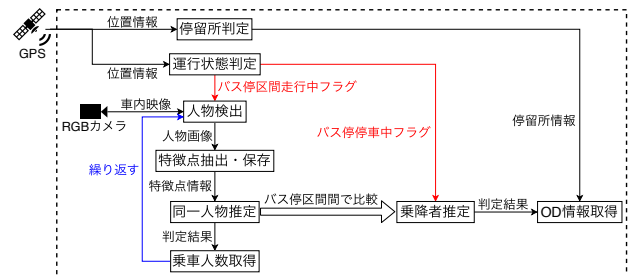 位置情報
停留所判定
GPS
位置情報
運行状態判定
バス停区間走行中フラグ
車内映像
人物検出
RGBカメラ
人物画像
バス停停車中フラグ
停留所情報
繰り返す
特徴点抽出・保存
特徴点情報
バス停区間間で比較
同一人物推定
乗降者推定
判定結果
OD情報取得
判定結果
乗車人数取得